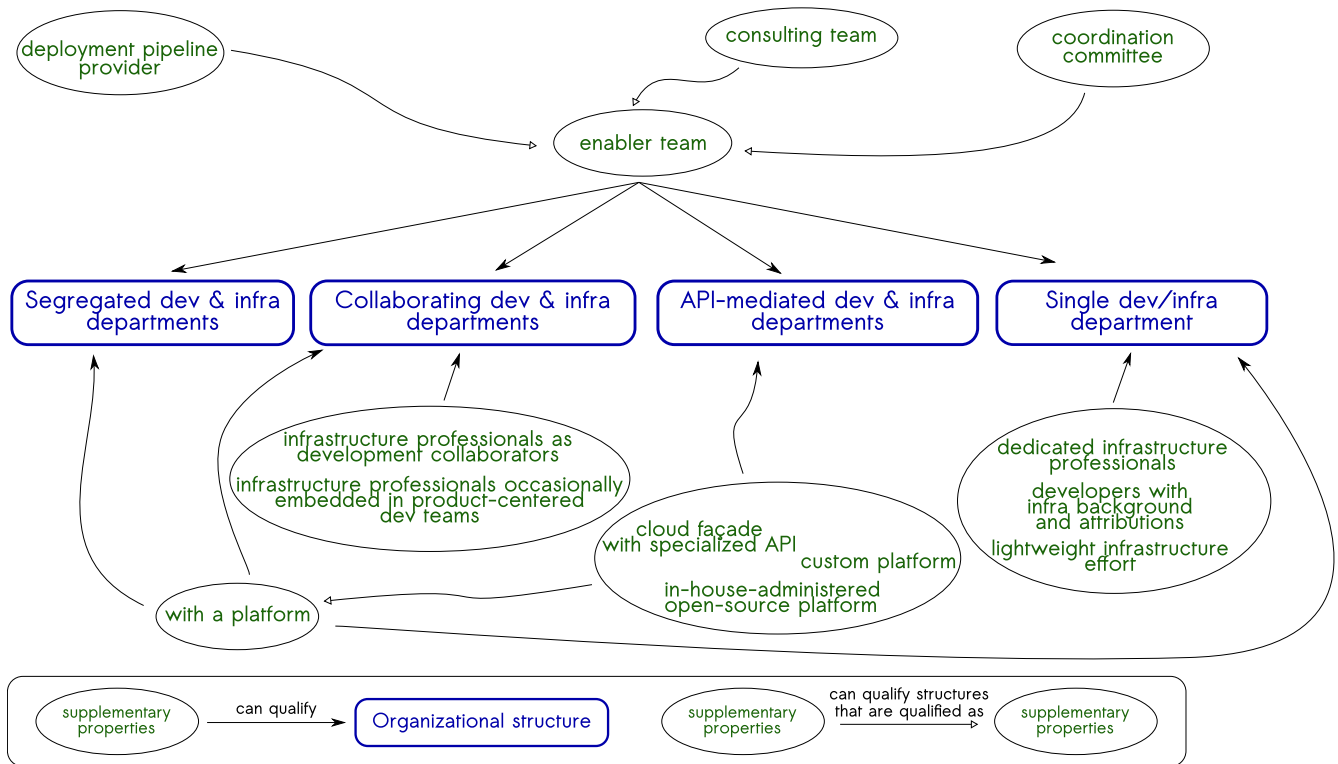 deployment pipeline
provider
consulting team
coordination
committee
enabler team
Segregated dev & infra
departments
Collaborating dev & infra
departments
API-mediated dev & infra
departments
Single dev/infra
department
infrastructure professionals as
development collaborators
infrastructure professionals occasionally
embedded in product-centered
dev teams
cloud façade
with specialized API
custom platform
in-house-administered
open-source platform
dedicated infrastructure
professionals
developers with
infra background
and attributions
lightweight infrastructure
effort
with a platform
supplementary
properties
can qualify
Organizational structure
supplementary
properties
can qualify structures
that are qualified as
supplementary
properties